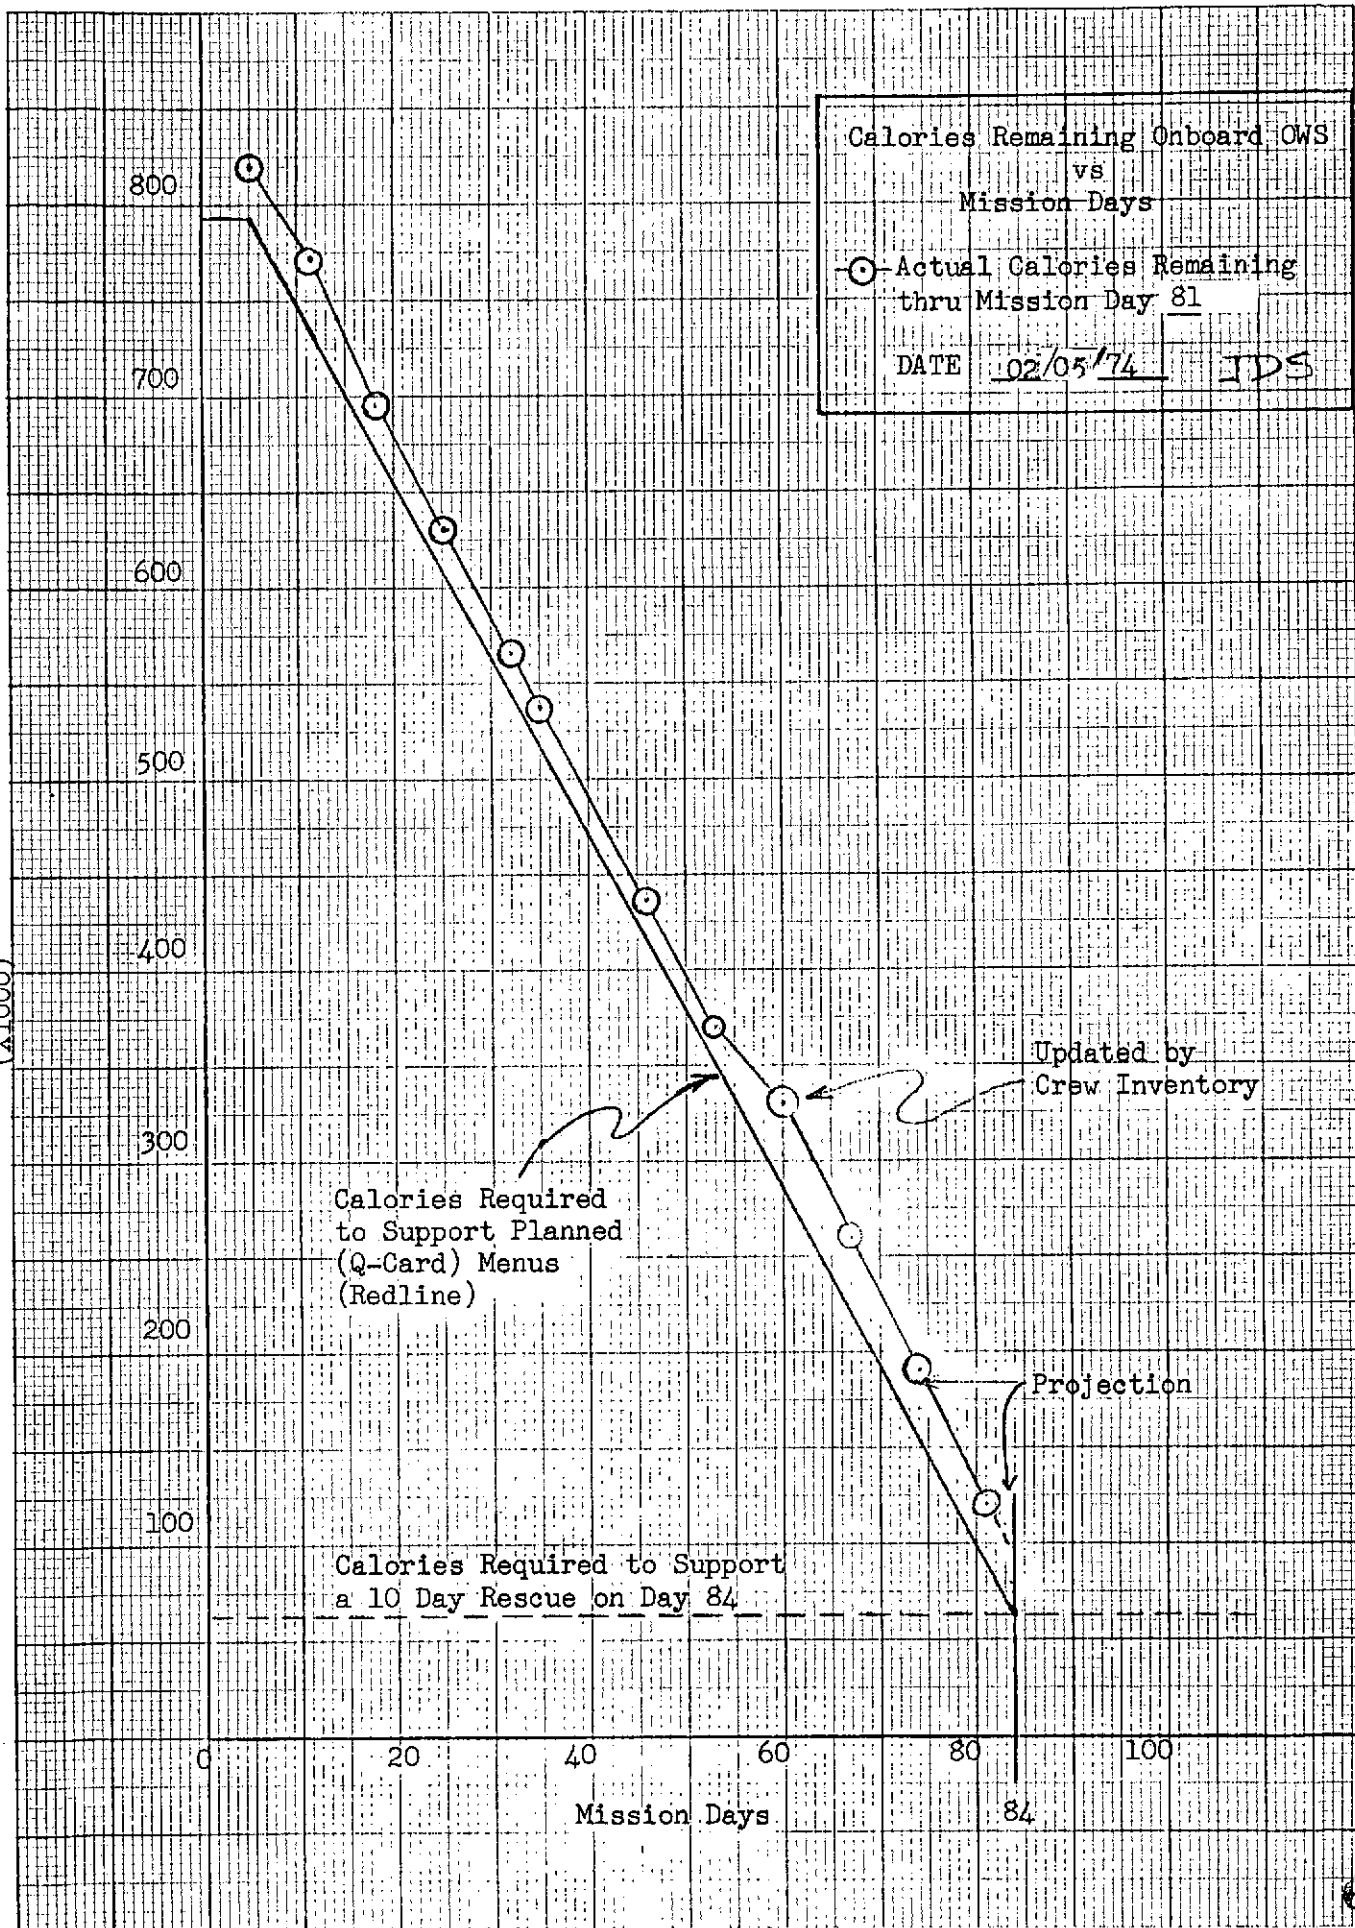 Calories Remaining Onboard OWS
vs
Mission Days
Actual Calories Remaining
thru Mission Day 81
DATE 02/05/74 JDS
800
700
600
500
400
300
200
100
Updated by
Crew Inventory
Calories Required
to Support Planned
(Q-Card) Menus
(Redline)
Projection
Calories Required to Support
a 10 Day Rescue on Day 84
0 20 40 60 80 100
Mission Days
84